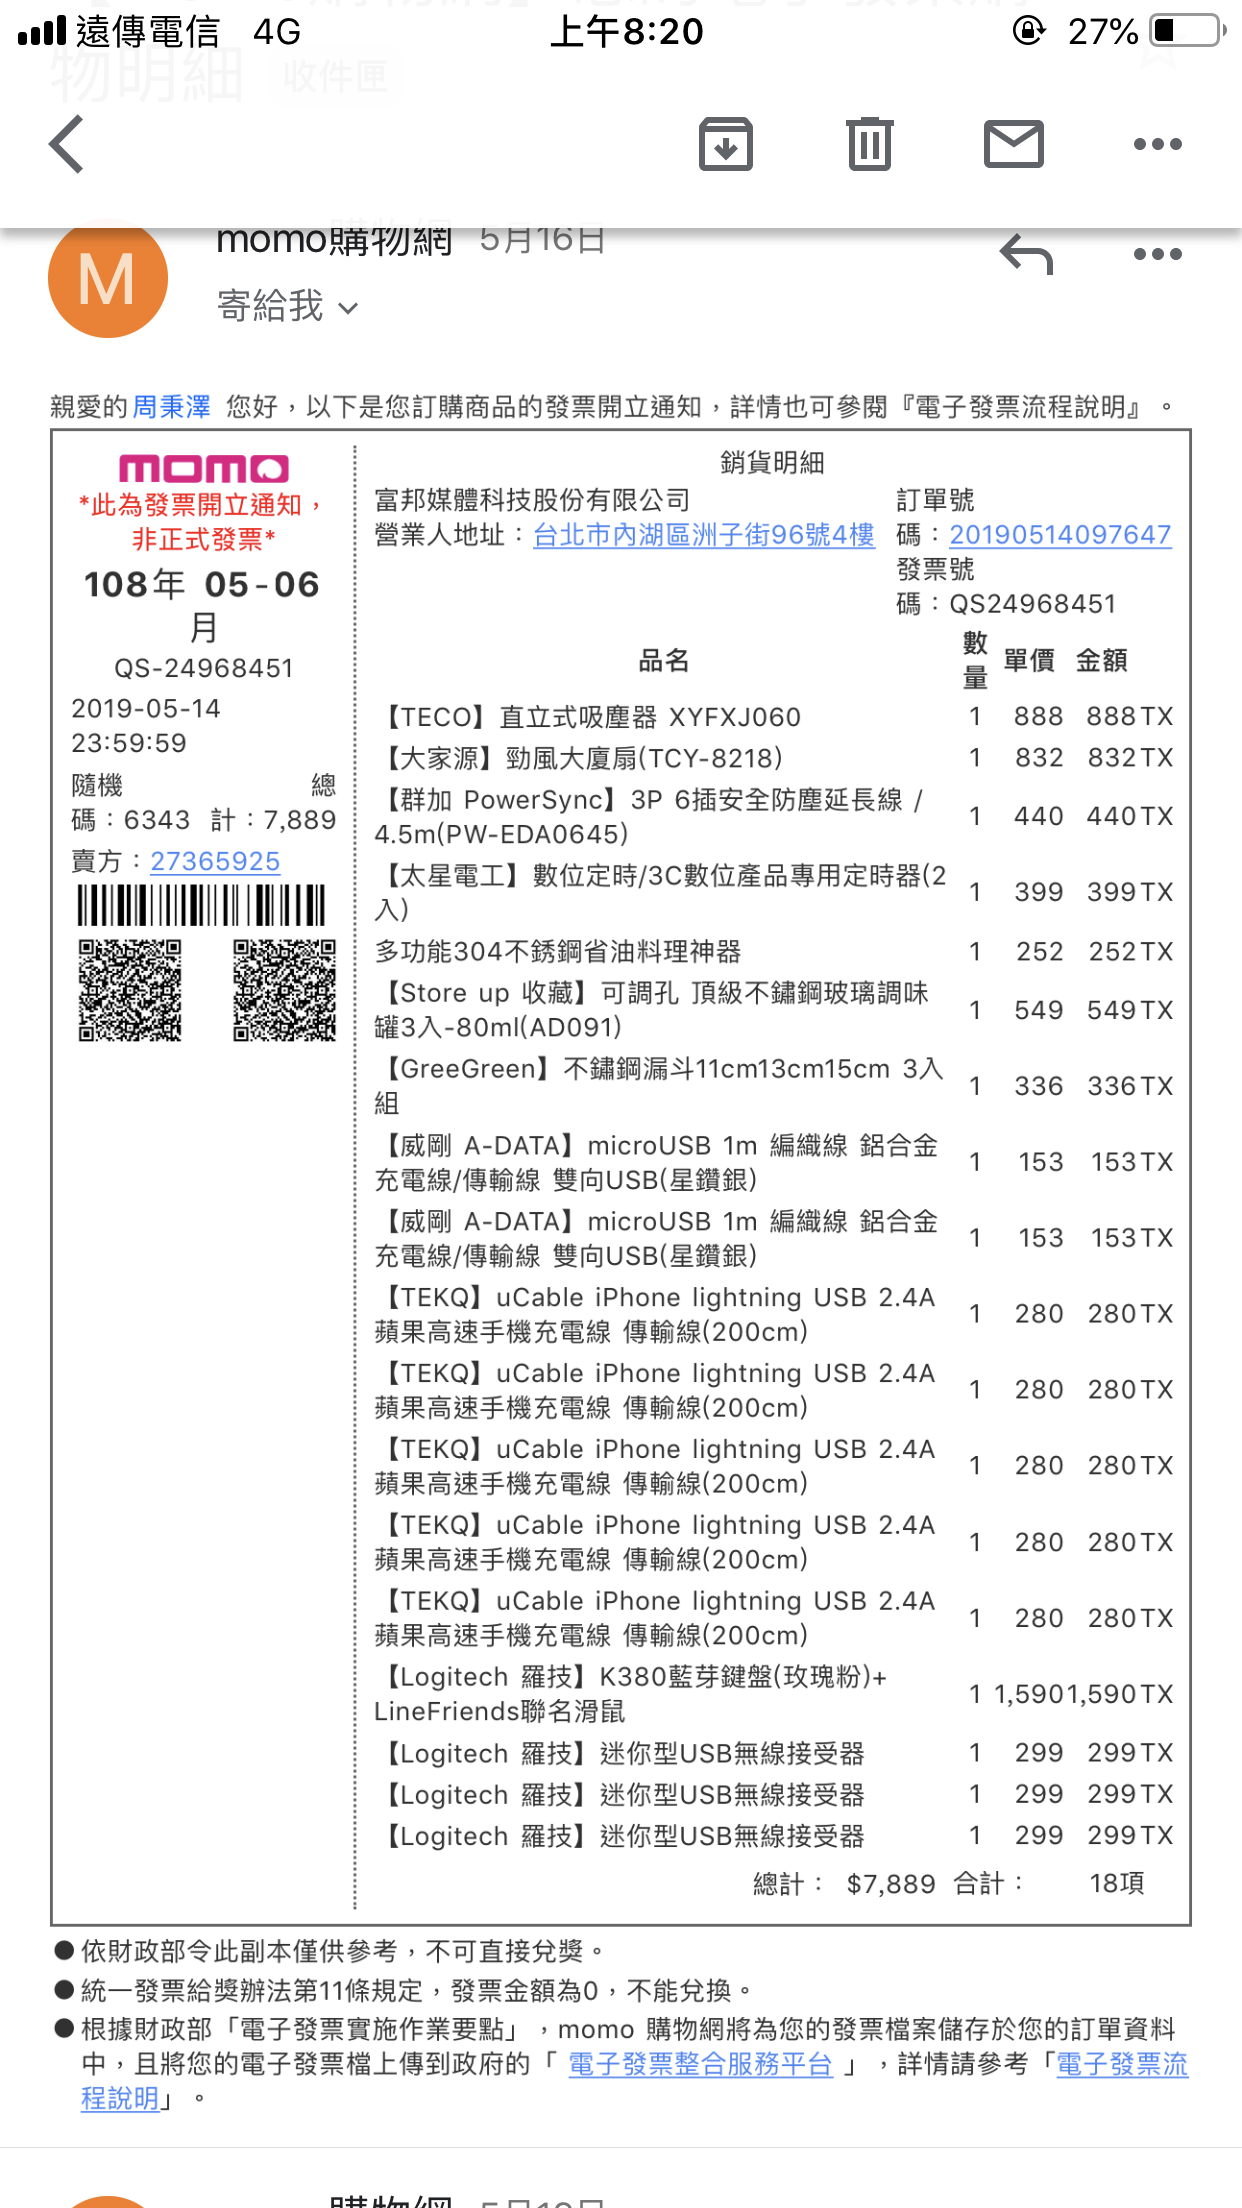 遠傳電信 4G 上午8:20 27%
物明細 收件匣
momo購物網 5月16日
M
寄給我
親愛的 周秉澤 您好，以下是您訂購商品的發票開立通知，詳情也可參閱『電子發票流程說明』。
momo
*此為發票開立通知，
非正式發票*
108年 05-06
月
QS-24968451
2019-05-14
23:59:59
隨機 總
碼：6343 計：7,889
賣方：27365925
銷貨明細
富邦媒體科技股份有限公司
營業人地址：台北市內湖區洲子街96號4樓
訂單號
碼：20190514097647
發票號
碼：QS24968451
品名 數量 單價 金額
【TECO】直立式吸塵器 XYFXJ060 1 888 888TX
【大家源】勁風大廈扇(TCY-8218) 1 832 832TX
【群加 PowerSync】3P 6插安全防塵延長線 /
4.5m(PW-EDA0645) 1 440 440TX
【太星電工】數位定時/3C數位產品專用定時器(2
入) 1 399 399TX
多功能304不銹鋼省油料理神器 1 252 252TX
【Store up 收藏】可調孔 頂級不鏽鋼玻璃調味
罐3入-80ml(AD091) 1 549 549TX
【GreeGreen】不鏽鋼漏斗11cm13cm15cm 3入
組 1 336 336TX
【威剛 A-DATA】microUSB 1m 編織線 鋁合金
充電線/傳輸線 雙向USB(星鑽銀) 1 153 153TX
【威剛 A-DATA】microUSB 1m 編織線 鋁合金
充電線/傳輸線 雙向USB(星鑽銀) 1 153 153TX
【TEKQ】uCable iPhone lightning USB 2.4A
蘋果高速手機充電線 傳輸線(200cm) 1 280 280TX
【TEKQ】uCable iPhone lightning USB 2.4A
蘋果高速手機充電線 傳輸線(200cm) 1 280 280TX
【TEKQ】uCable iPhone lightning USB 2.4A
蘋果高速手機充電線 傳輸線(200cm) 1 280 280TX
【TEKQ】uCable iPhone lightning USB 2.4A
蘋果高速手機充電線 傳輸線(200cm) 1 280 280TX
【TEKQ】uCable iPhone lightning USB 2.4A
蘋果高速手機充電線 傳輸線(200cm) 1 280 280TX
【Logitech 羅技】K380藍芽鍵盤(玫瑰粉)+
LineFriends聯名滑鼠 1 1,590 1,590TX
【Logitech 羅技】迷你型USB無線接受器 1 299 299TX
【Logitech 羅技】迷你型USB無線接受器 1 299 299TX
【Logitech 羅技】迷你型USB無線接受器 1 299 299TX
總計： $7,889 合計： 18項
●依財政部令此副本僅供參考，不可直接兌獎。
●統一發票給獎辦法第11條規定，發票金額為0，不能兌換。
●根據財政部「電子發票實施作業要點」，momo 購物網將為您的發票檔案儲存於您的訂單資料
中，且將您的電子發票檔上傳到政府的「 電子發票整合服務平台 」，詳情請參考「電子發票流
程說明」。